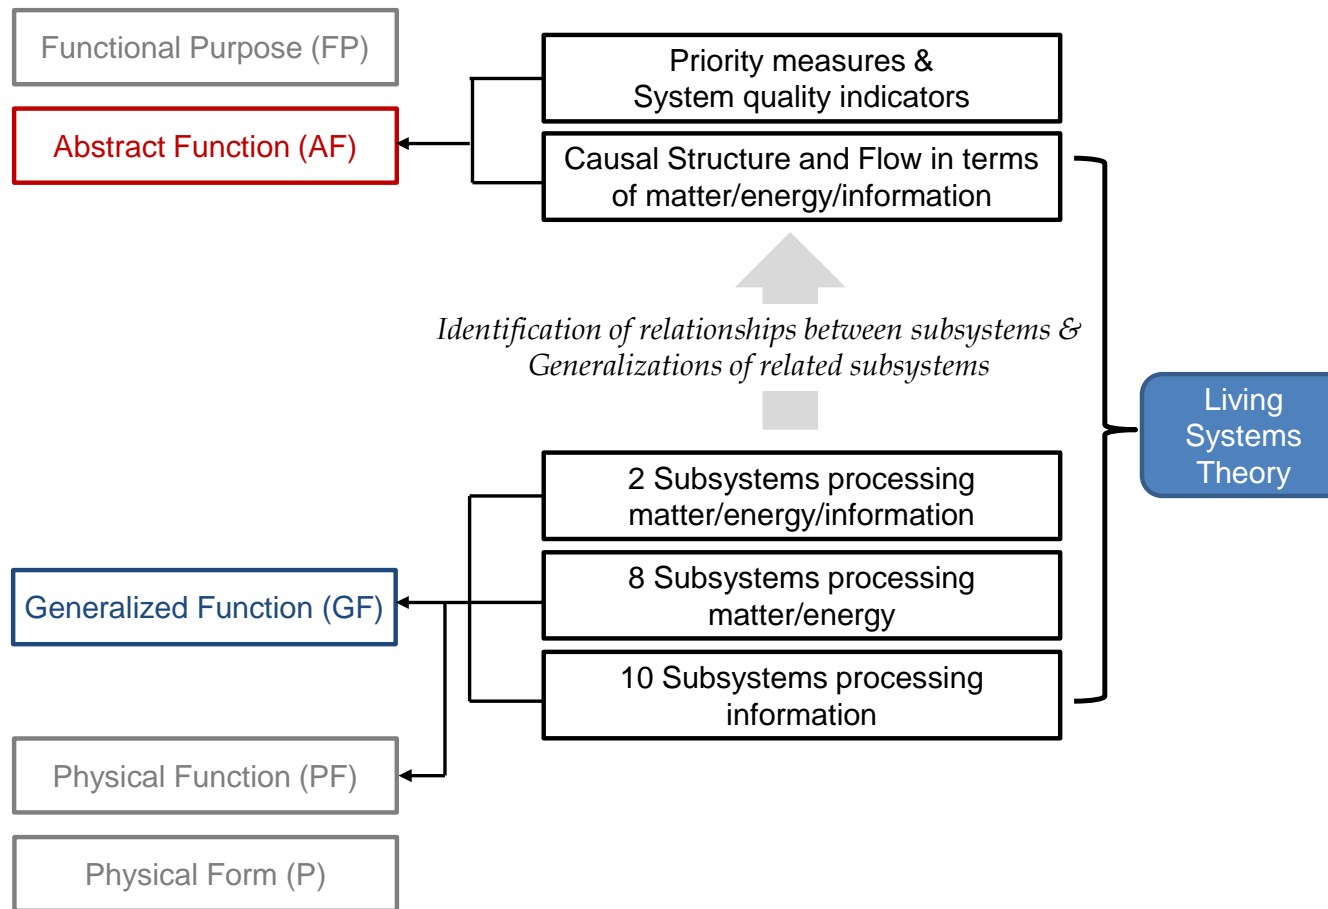 Functional Purpose (FP)
Abstract Function (AF)
Priority measures &
System quality indicators
Causal Structure and Flow in terms
of matter/energy/information
Identification of relationships between subsystems &
Generalizations of related subsystems
Living
Systems
Theory
2 Subsystems processing
matter/energy/information
8 Subsystems processing
matter/energy
10 Subsystems processing
information
Generalized Function (GF)
Physical Function (PF)
Physical Form (P)